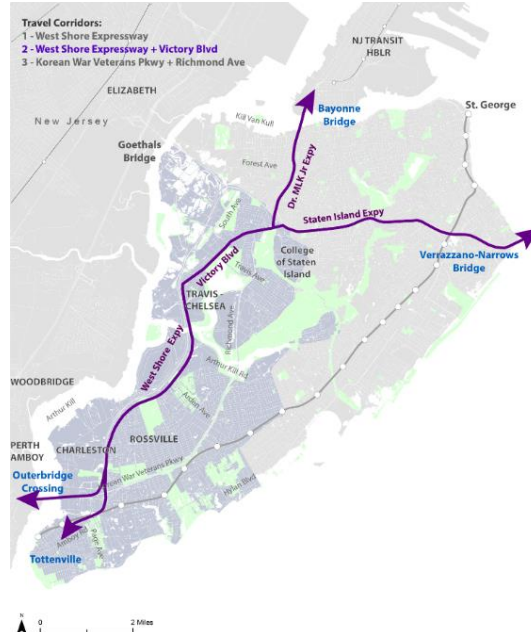 Travel Corridors:
1 - West Shore Expressway
2 - West Shore Expressway + Victory Blvd
3 - Korean War Veterans Pkwy + Richmond Ave
NJ TRANSIT
HBLR
ELIZABETH
New Jersey
Kill Van Kull
Bayonne
Bridge
St. George
Goethals
Bridge
Forest Ave
Dr. MLK Jr Expy
South Ave
Staten Island Expy
Victory Blvd
College
of Staten
Island
Verrazzano-Narrows
Bridge
Travis Ave
TRAVIS -
CHELSEA
Richmond Ave
West Shore Expy
Arthur Kill Rd
WOODBRIDGE
Arthur Kill
Arden Ave
PERTH
AMBOY
CHARLESTON
ROSSVILLE
Korean War Veterans Pkwy
Outerbridge
Crossing
Hylan Blvd
Amboy Rd
Page Ave
Tottenville
N
0 2 Miles